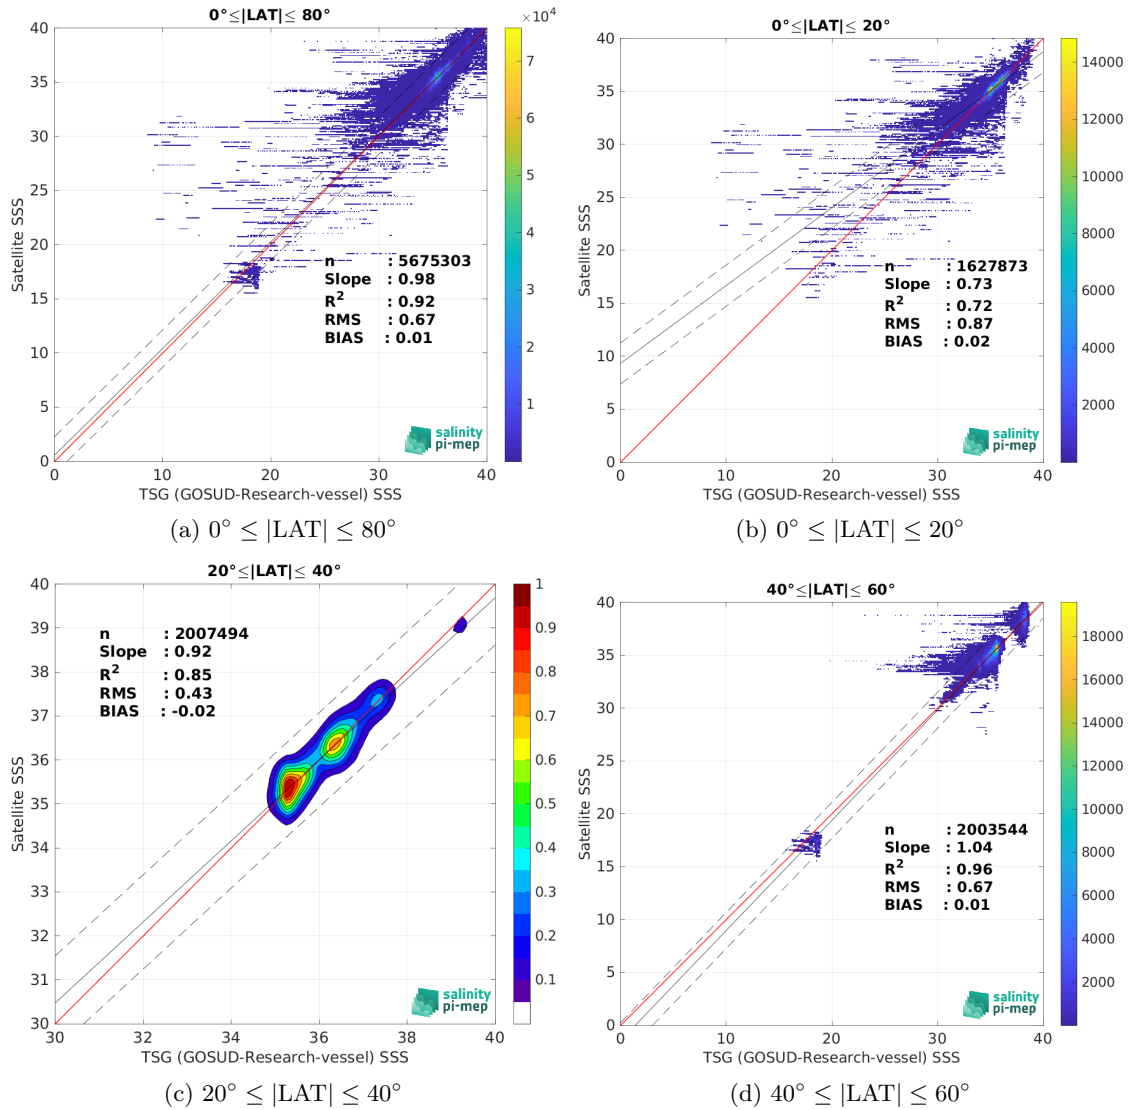 0°≤|LAT|≤ 80°
×10⁴
40
35
30
25
20
15
10
5
0
Satellite SSS
n : 5675303
Slope : 0.98
R² : 0.92
RMS : 0.67
BIAS : 0.01
salinity
pi-mep
0 10 20 30 40
TSG (GOSUD-Research-vessel) SSS
7
6
5
4
3
2
1
(a) 0° ≤ |LAT| ≤ 80°
0°≤|LAT|≤ 20°
40
35
30
25
20
15
10
5
0
Satellite SSS
n : 1627873
Slope : 0.73
R² : 0.72
RMS : 0.87
BIAS : 0.02
salinity
pi-mep
0 10 20 30 40
TSG (GOSUD-Research-vessel) SSS
14000
12000
10000
8000
6000
4000
2000
(b) 0° ≤ |LAT| ≤ 20°
20°≤|LAT|≤ 40°
40
39
38
37
36
35
34
33
32
31
30
Satellite SSS
n : 2007494
Slope : 0.92
R² : 0.85
RMS : 0.43
BIAS : -0.02
salinity
pi-mep
30 32 34 36 38 40
TSG (GOSUD-Research-vessel) SSS
1
0.9
0.8
0.7
0.6
0.5
0.4
0.3
0.2
0.1
(c) 20° ≤ |LAT| ≤ 40°
40°≤|LAT|≤ 60°
40
35
30
25
20
15
10
5
0
Satellite SSS
n : 2003544
Slope : 1.04
R² : 0.96
RMS : 0.67
BIAS : 0.01
salinity
pi-mep
0 10 20 30 40
TSG (GOSUD-Research-vessel) SSS
18000
16000
14000
12000
10000
8000
6000
4000
2000
(d) 40° ≤ |LAT| ≤ 60°